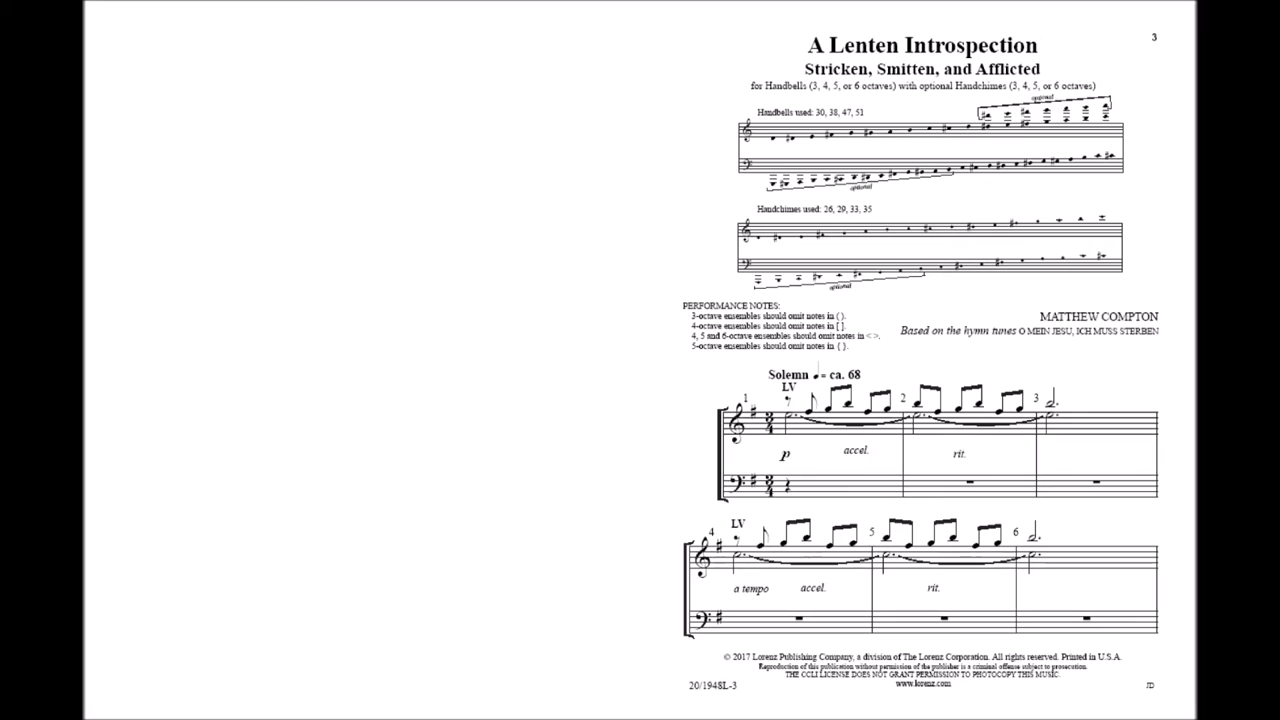 3
A Lenten Introspection
Stricken, Smitten, and Afflicted
for Handbells (3, 4, 5, or 6 octaves) with optional Handchimes (3, 4, 5, or 6 octaves)
optional
Handbells used: 30, 38, 47, 51
optional
Handchimes used: 26, 29, 33, 35
optional
PERFORMANCE NOTES:
3-octave ensembles should omit notes in ( ).
4-octave ensembles should omit notes in [ ].
4, 5 and 6-octave ensembles should omit notes in < >.
5-octave ensembles should omit notes in { }.
MATTHEW COMPTON
Based on the hymn tunes O MEIN JESU, ICH MUSS STERBEN
Solemn ♩ = ca. 68
LV
1 2 3
3 4
p accel. rit.
3 4
LV
4 5 6
a tempo accel. rit.
© 2017 Lorenz Publishing Company, a division of The Lorenz Corporation. All rights reserved. Printed in U.S.A.
Reproduction of this publication without permission of the publisher is a criminal offense subject to prosecution.
THE CCLI LICENSE DOES NOT GRANT PERMISSION TO PHOTOCOPY THIS MUSIC.
www.lorenz.com
20/1948L-3
JD